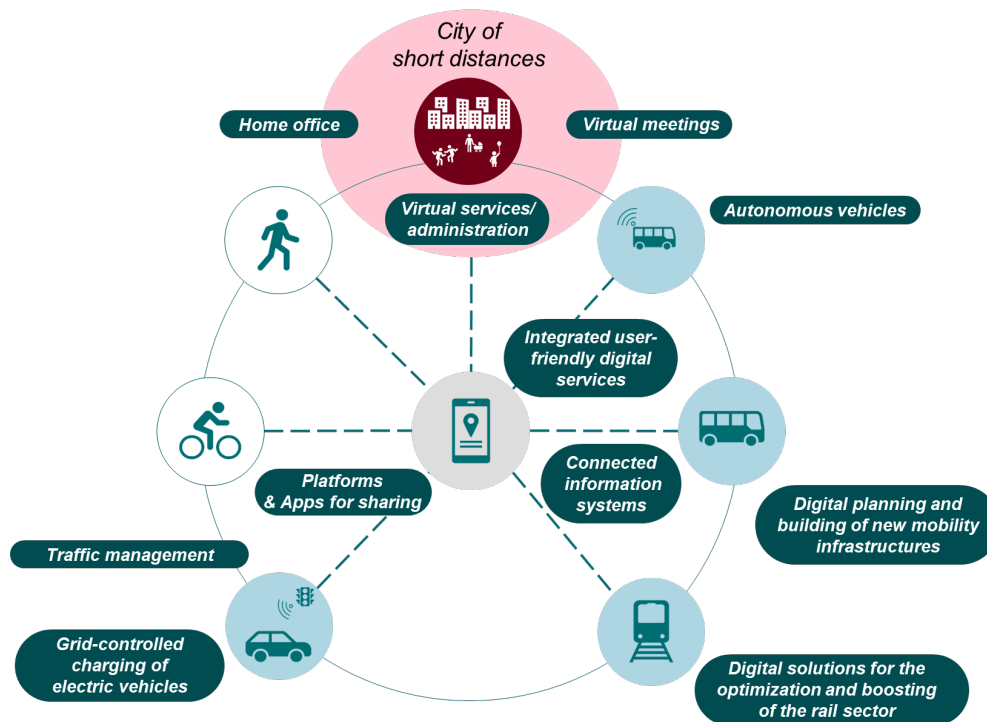 City of
short distances
Home office
Virtual meetings
Virtual services/
administration
Autonomous vehicles
Integrated user-
friendly digital
services
Platforms
& Apps for sharing
Connected
information
systems
Digital planning and
building of new mobility
infrastructures
Traffic management
Grid-controlled
charging of
electric vehicles
Digital solutions for the
optimization and boosting
of the rail sector